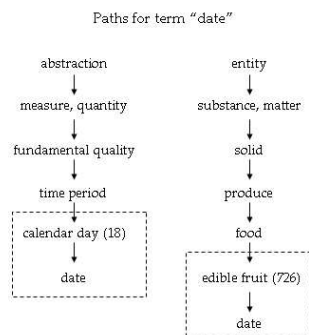 Paths for term "date"
abstraction
measure, quantity
fundamental quality
time period
calendar day (18)
date
entity
substance, matter
solid
produce
food
edible fruit (726)
date